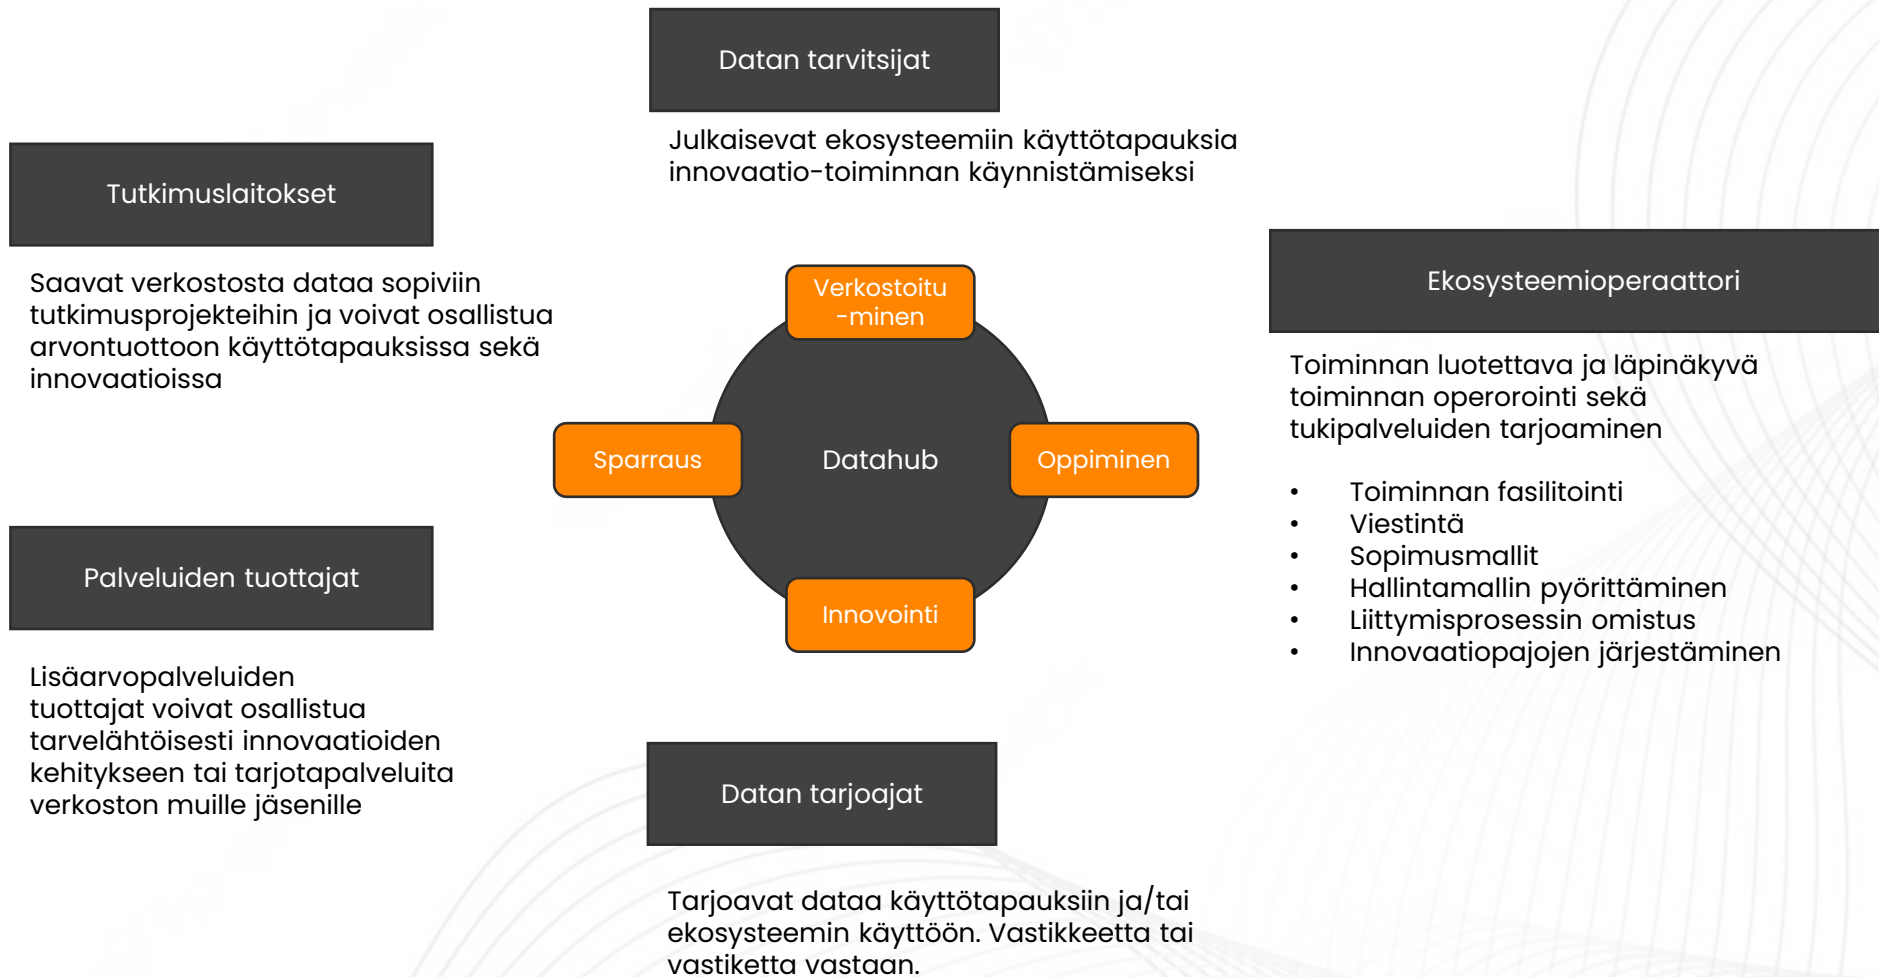 Datan tarvitsijat
Julkaisevat ekosysteemiin käyttötapauksia
innovaatio-toiminnan käynnistämiseksi
Tutkimuslaitokset
Saavat verkostosta dataa sopiviin
tutkimusprojekteihin ja voivat osallistua
arvontuottoon käyttötapauksissa sekä
innovaatioissa
Verkostoitu
-minen
Sparraus
Datahub
Oppiminen
Innovointi
Ekosysteemioperaattori
Toiminnan luotettava ja läpinäkyvä
toiminnan operorointi sekä
tukipalveluiden tarjoaminen
• Toiminnan fasilitointi
• Viestintä
• Sopimusmallit
• Hallintamallin pyörittäminen
• Liittymisprosessin omistus
• Innovaatiopajojen järjestäminen
Palveluiden tuottajat
Lisäarvopalveluiden
tuottajat voivat osallistua
tarvelähtöisesti innovaatioiden
kehitykseen tai tarjotapalveluita
verkoston muille jäsenille
Datan tarjoajat
Tarjoavat dataa käyttötapauksiin ja/tai
ekosysteemin käyttöön. Vastikkeetta tai
vastiketta vastaan.